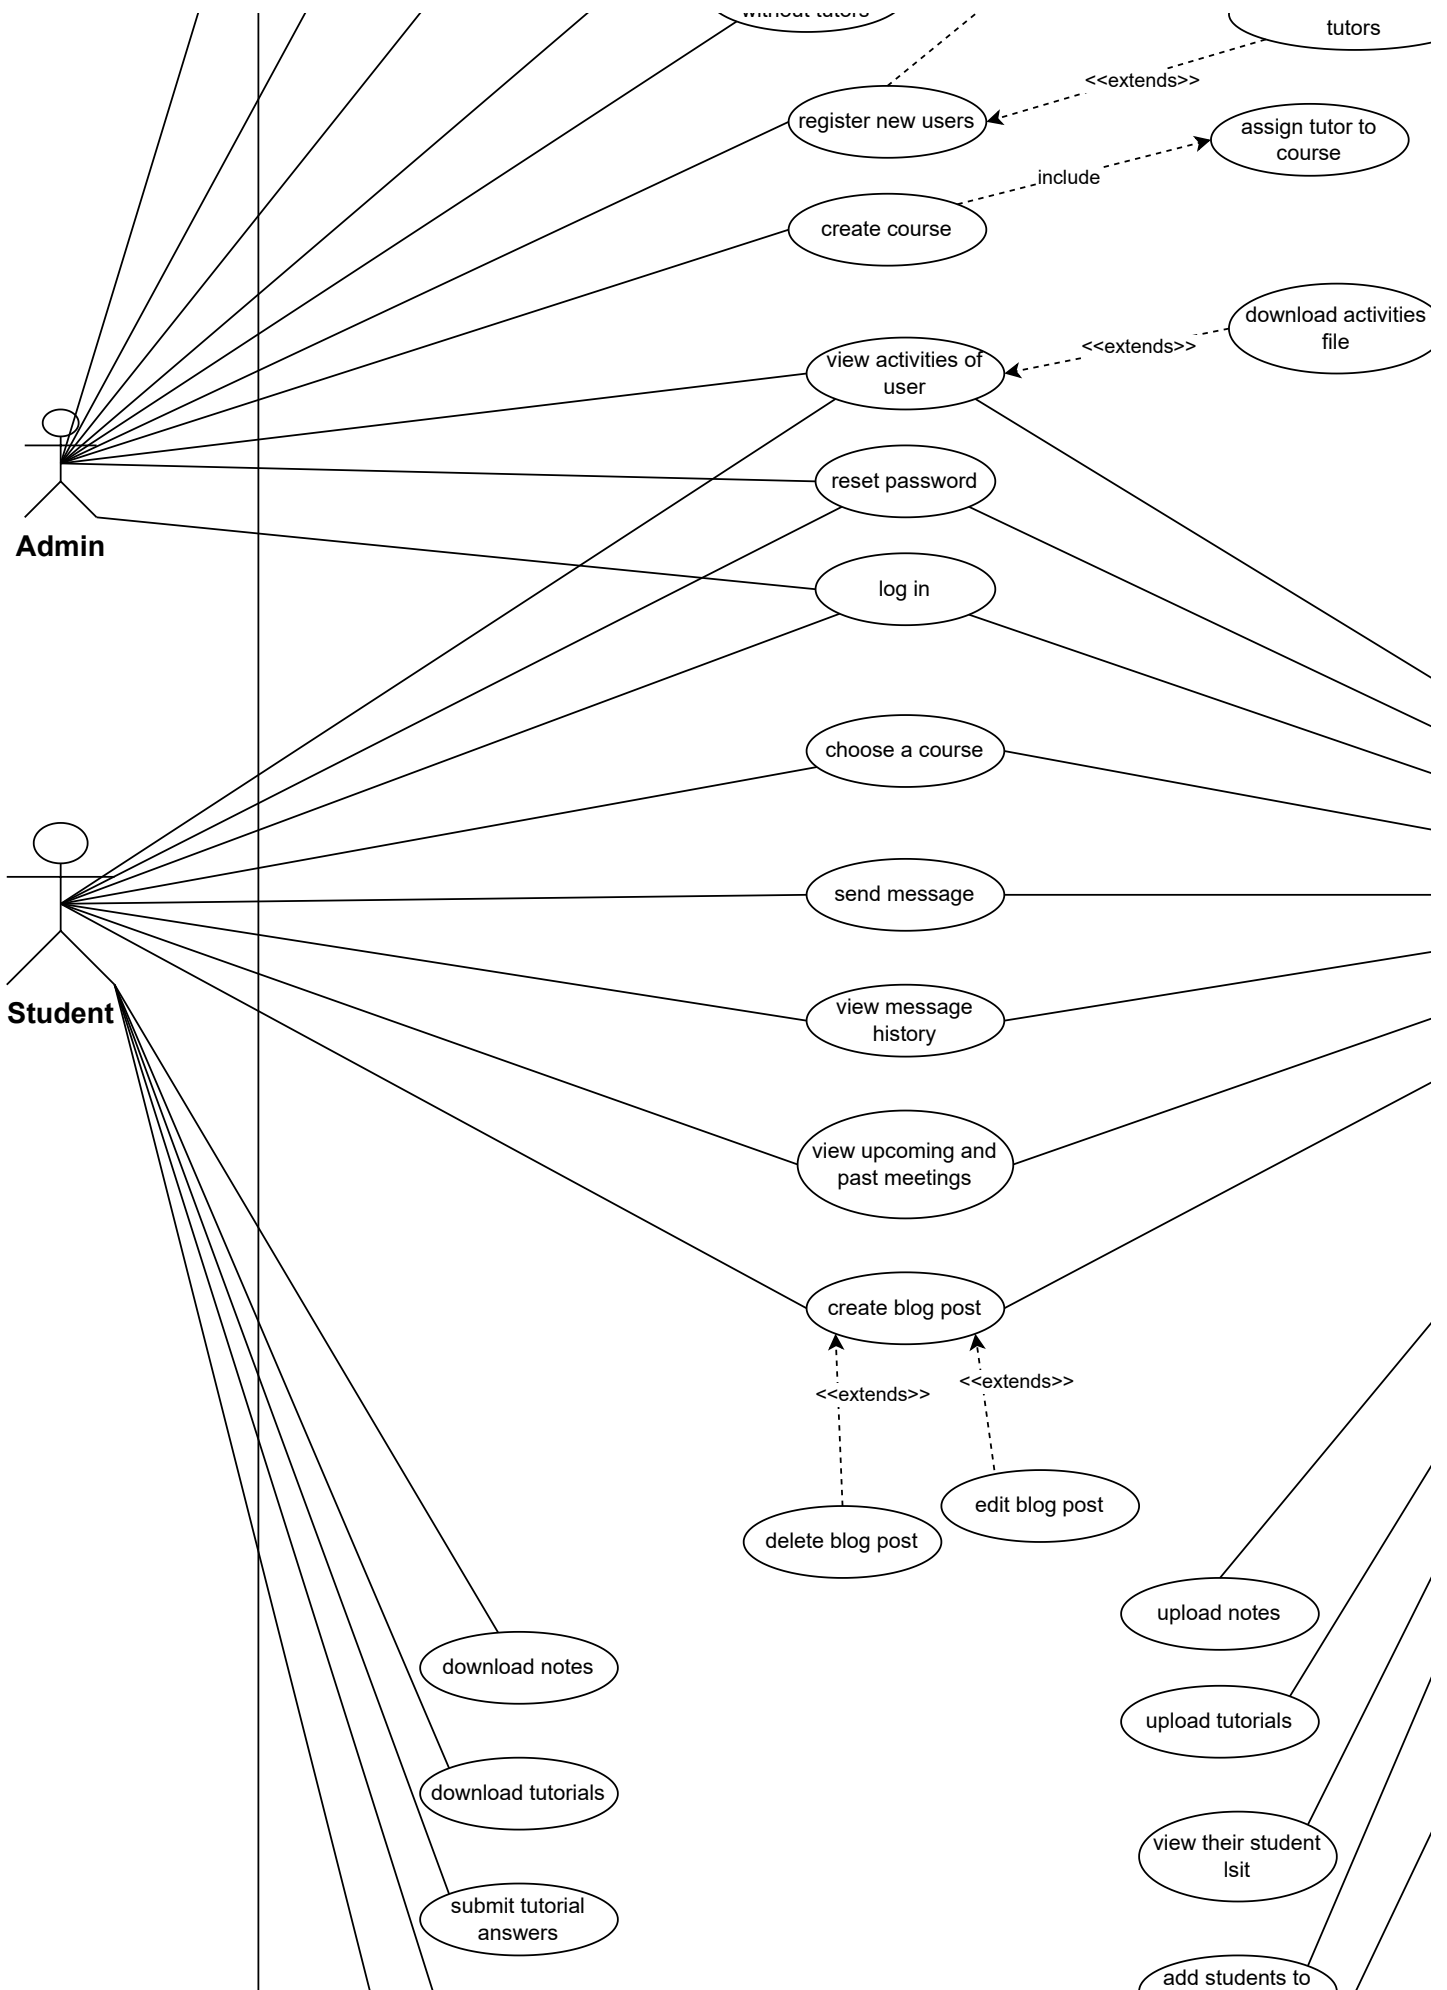 without tutors
tutors
<<extends>>
register new users
assign tutor to
course
include
create course
download activities
file
<<extends>>
view activities of
user
reset password
Admin
log in
choose a course
send message
Student
view message
history
view upcoming and
past meetings
create blog post
<<extends>>
<<extends>>
edit blog post
delete blog post
upload notes
download notes
upload tutorials
download tutorials
view their student
lsit
submit tutorial
answers
add students to